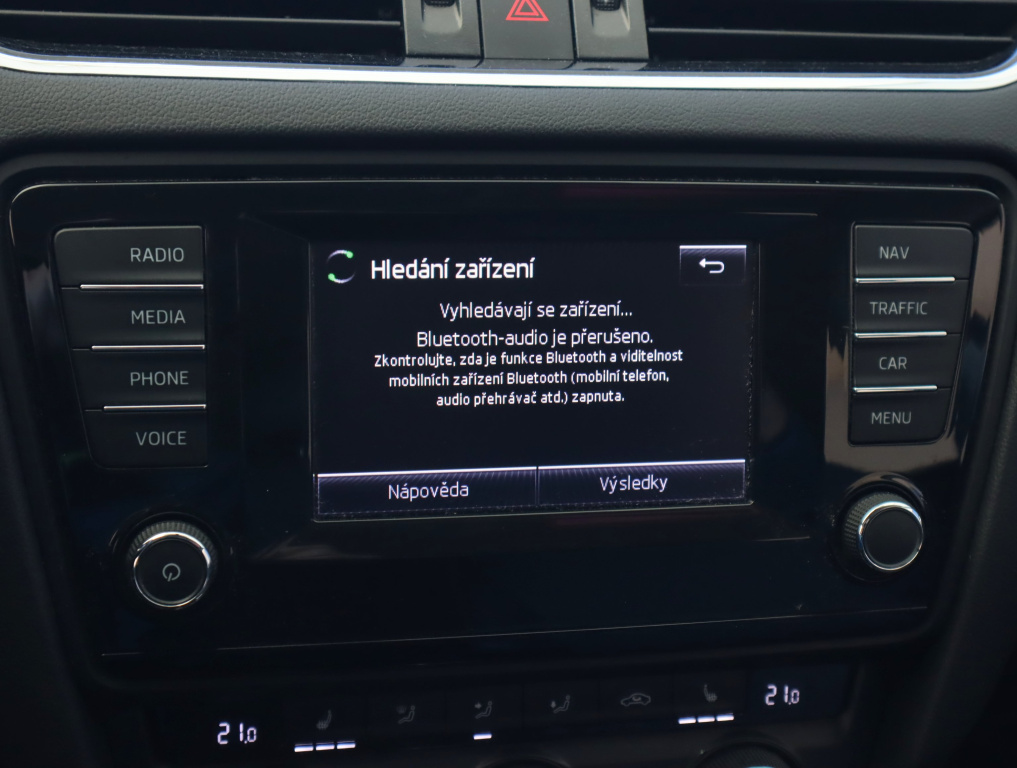 RADIO
MEDIA
PHONE
VOICE
Hledání zařízení
Vyhledávají se zařízení...
Bluetooth-audio je přerušeno.
Zkontrolujte, zda je funkce Bluetooth a viditelnost
mobilních zařízení Bluetooth (mobilní telefon,
audio přehrávač atd.) zapnuta.
Nápověda
Výsledky
NAV
TRAFFIC
CAR
MENU
21.0
21.0